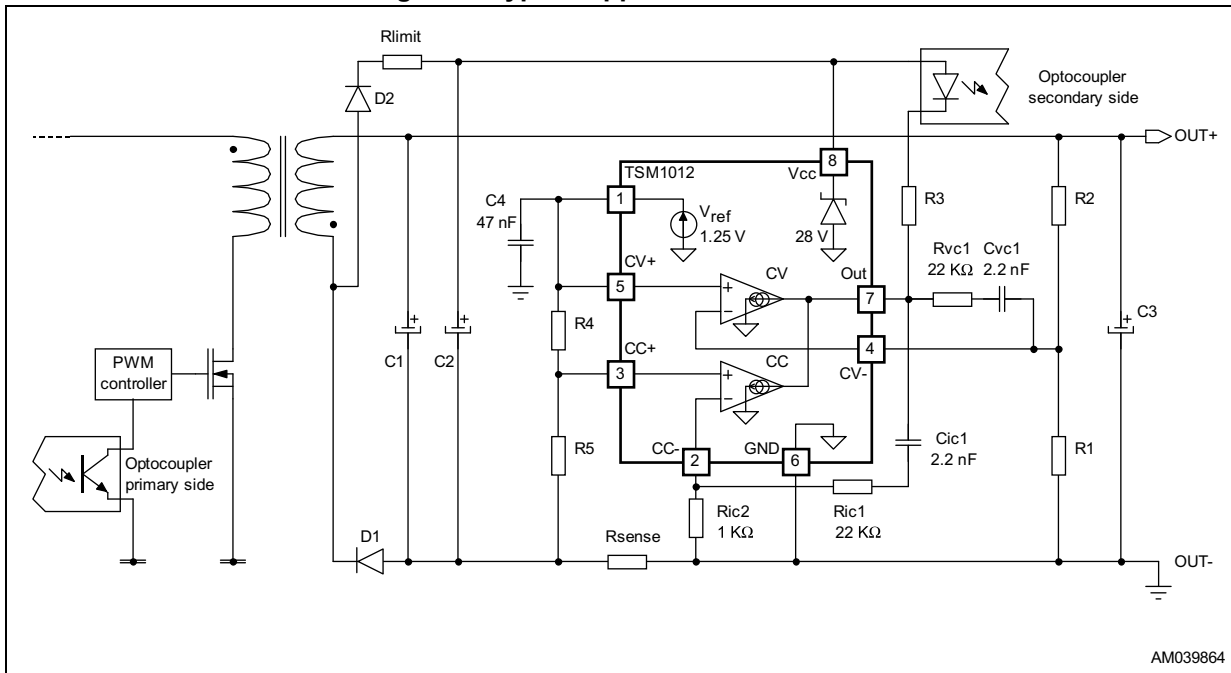 Rlimit
D2
Optocoupler
secondary side
OUT+
TSM1012
Vcc
8
C4
47 nF
1
Vref
1.25 V
28 V
R3
R2
CV+
5
CV
Out
7
Rvc1
22 KΩ
Cvc1
2.2 nF
+
−
C3
+
R4
4
CV-
PWM
controller
C1
+
C2
+
CC+
3
CC
+
−
CC-
2
GND
6
Cic1
2.2 nF
R5
R1
Optocoupler
primary side
Ric2
1 KΩ
Ric1
22 KΩ
D1
Rsense
OUT-
AM039864